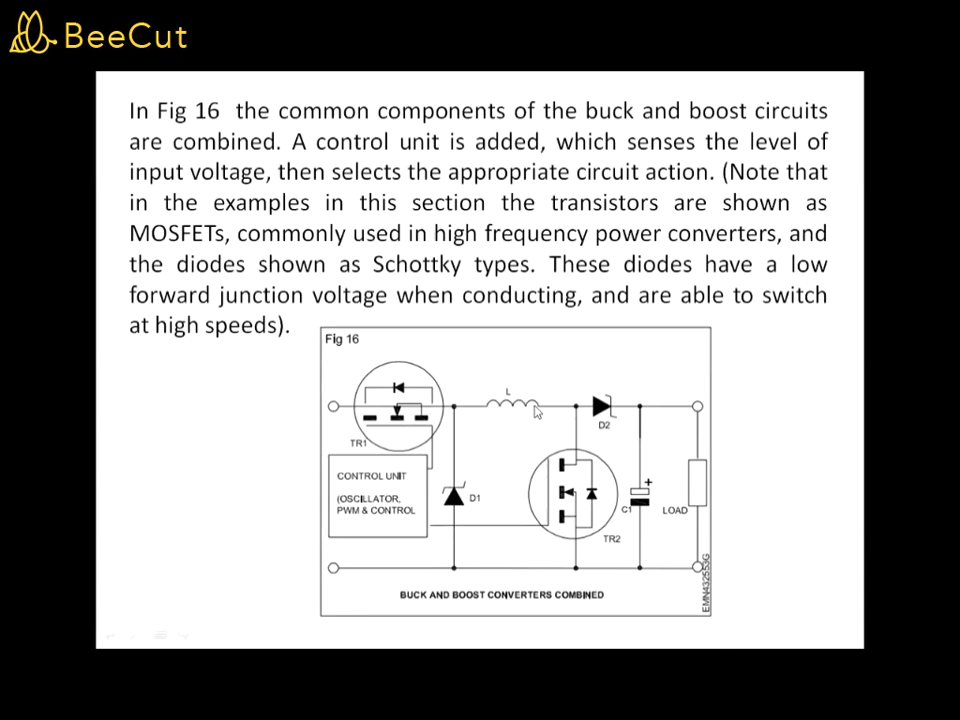 BeeCut
In Fig 16 the common components of the buck and boost circuits
are combined. A control unit is added, which senses the level of
input voltage, then selects the appropriate circuit action. (Note that
in the examples in this section the transistors are shown as
MOSFETs, commonly used in high frequency power converters, and
the diodes shown as Schottky types. These diodes have a low
forward junction voltage when conducting, and are able to switch
at high speeds).
Fig 16
L
D2
TR1
CONTROL UNIT
(OSCILLATOR,
PWM & CONTROL
D1
+
C1
LOAD
TR2
BUCK AND BOOST CONVERTERS COMBINED
EMN432553G